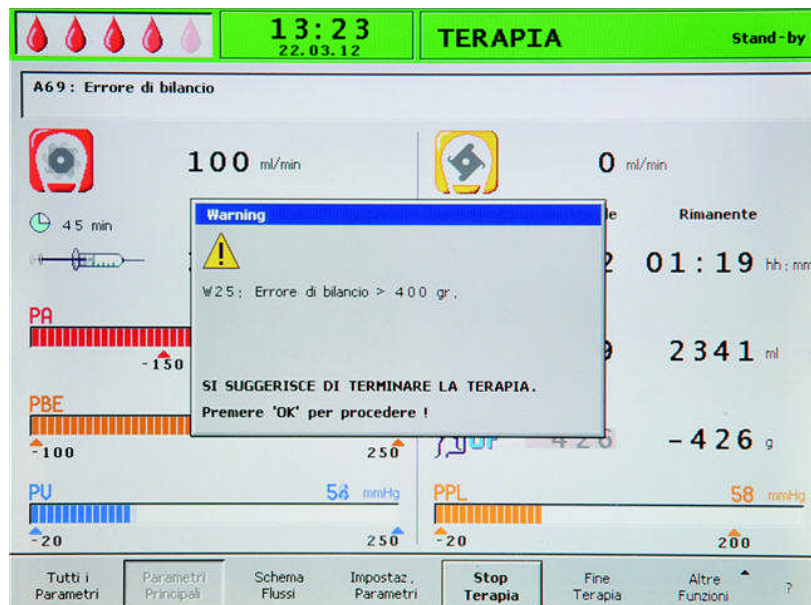 13:23
22.03.12
TERAPIA
Stand-by
A69: Errore di bilancio
100 ml/min
0 ml/min
45 min
Rimanente
01:19 hh:mm
2341 ml
Warning
W25: Errore di bilancio > 400 gr.
SI SUGGERISCE DI TERMINARE LA TERAPIA.
Premere 'OK' per procedere !
PA
-150
PBE
-100
250
UF
426
-426 g
PV
mmHg
-20
250
PPL
58 mmHg
-20
200
Tutti i
Parametri
Parametri
Principali
Schema
Flussi
Impostaz.
Parametri
Stop
Terapia
Fine
Terapia
Altre
Funzioni
?